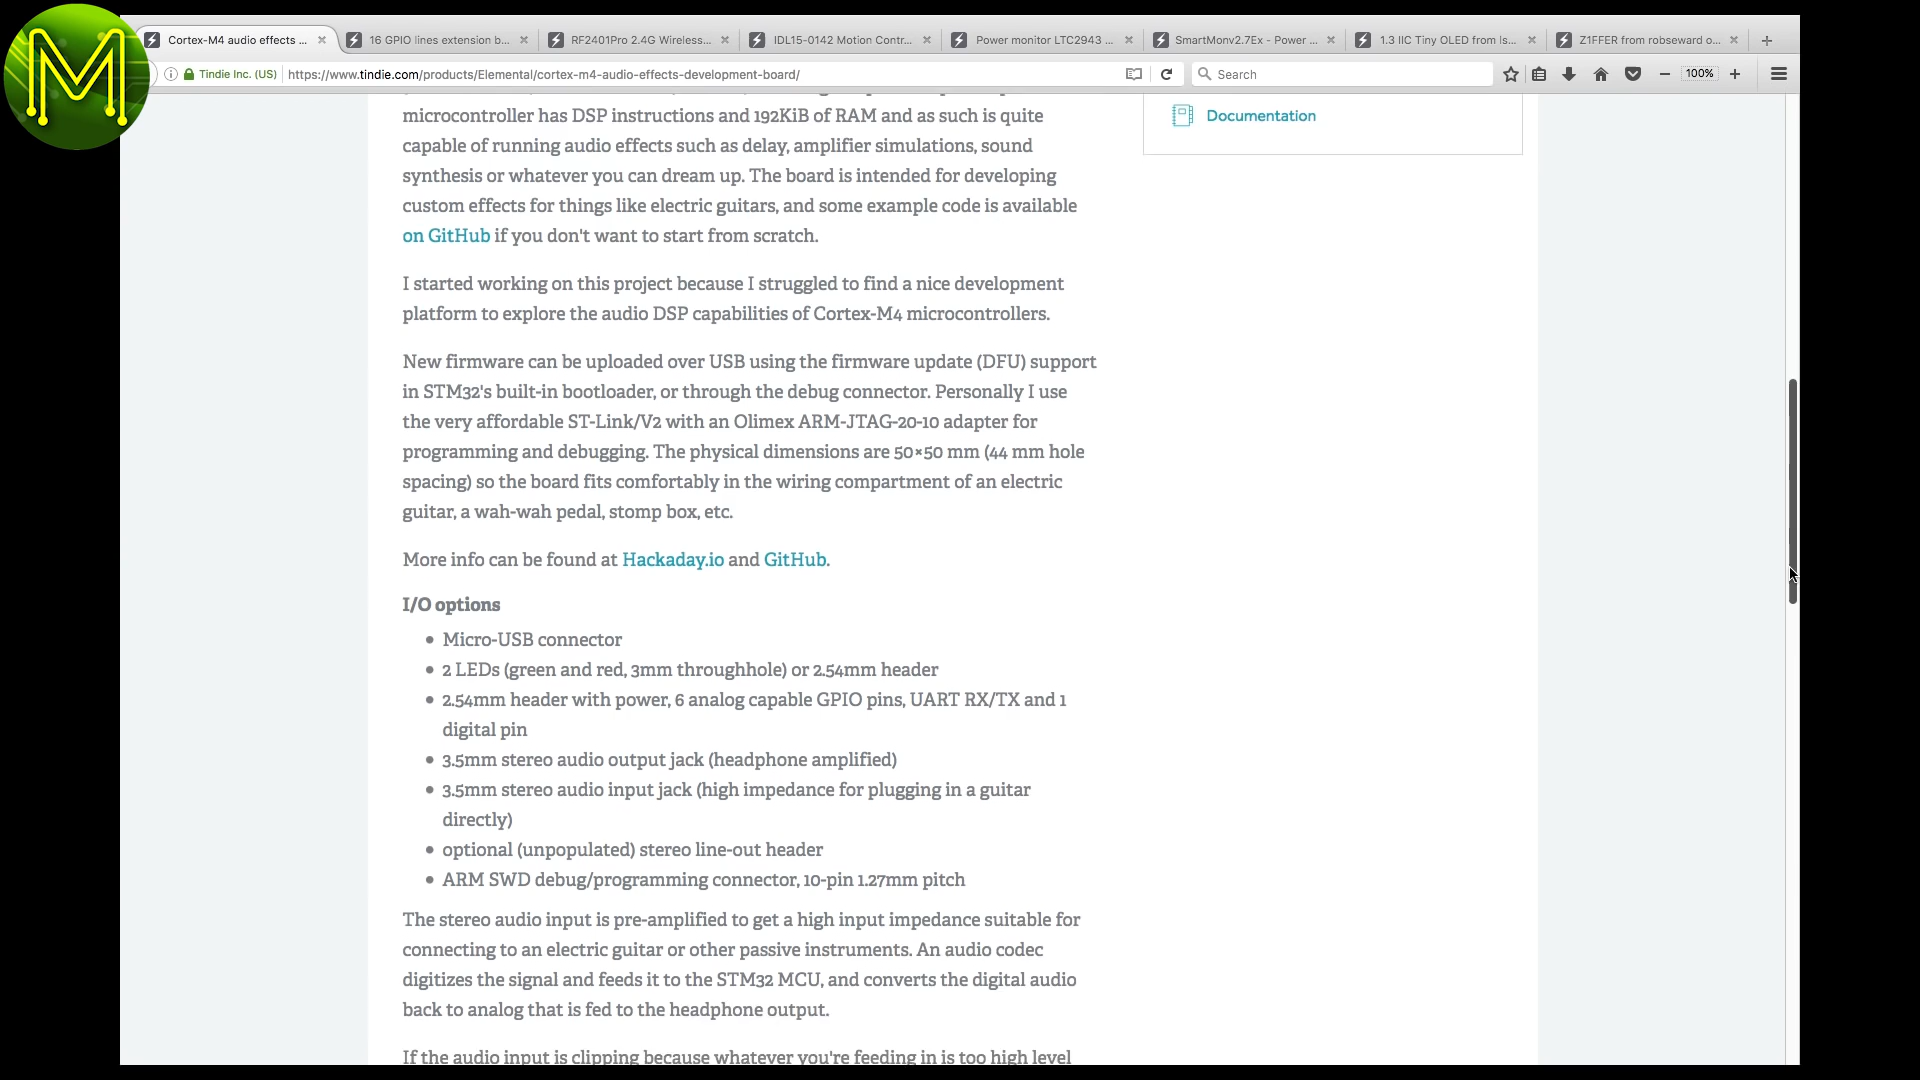 M
Cortex-M4 audio effects ...
16 GPIO lines extension b...
RF2401Pro 2.4G Wireless...
IDL15-0142 Motion Contr...
Power monitor LTC2943 ...
SmartMonv2.7Ex - Power ...
1.3 IIC Tiny OLED from Is...
Z1FFER from robseward o...
Tindie Inc. (US)
https://www.tindie.com/products/Elemental/cortex-m4-audio-effects-development-board/
Search
100%
microcontroller has DSP instructions and 192KiB of RAM and as such is quite
capable of running audio effects such as delay, amplifier simulations, sound
synthesis or whatever you can dream up. The board is intended for developing
custom effects for things like electric guitars, and some example code is available
on GitHub if you don't want to start from scratch.
I started working on this project because I struggled to find a nice development
platform to explore the audio DSP capabilities of Cortex-M4 microcontrollers.
New firmware can be uploaded over USB using the firmware update (DFU) support
in STM32's built-in bootloader, or through the debug connector. Personally I use
the very affordable ST-Link/V2 with an Olimex ARM-JTAG-20-10 adapter for
programming and debugging. The physical dimensions are 50×50 mm (44 mm hole
spacing) so the board fits comfortably in the wiring compartment of an electric
guitar, a wah-wah pedal, stomp box, etc.
More info can be found at Hackaday.io and GitHub.
I/O options
• Micro-USB connector
• 2 LEDs (green and red, 3mm throughhole) or 2.54mm header
• 2.54mm header with power, 6 analog capable GPIO pins, UART RX/TX and 1
digital pin
• 3.5mm stereo audio output jack (headphone amplified)
• 3.5mm stereo audio input jack (high impedance for plugging in a guitar
directly)
• optional (unpopulated) stereo line-out header
• ARM SWD debug/programming connector, 10-pin 1.27mm pitch
The stereo audio input is pre-amplified to get a high input impedance suitable for
connecting to an electric guitar or other passive instruments. An audio codec
digitizes the signal and feeds it to the STM32 MCU, and converts the digital audio
back to analog that is fed to the headphone output.
If the audio input is clipping because whatever you're feeding in is too high level
Documentation